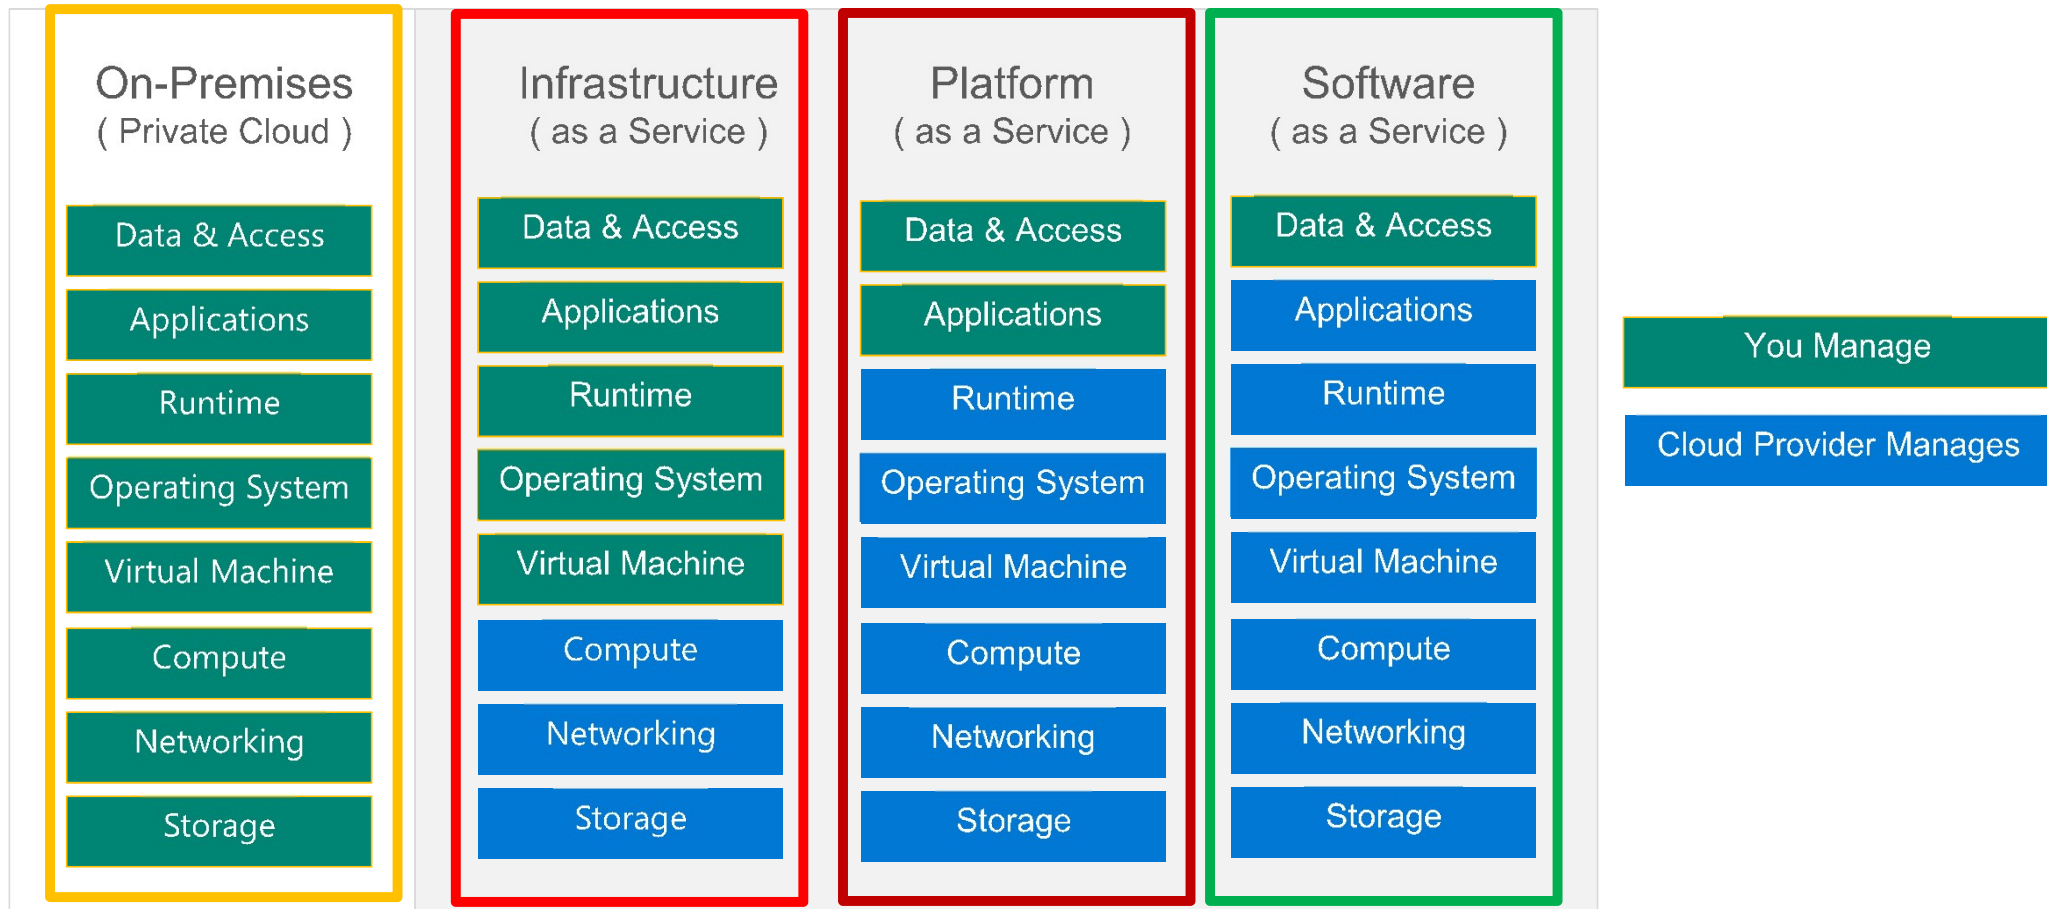 On-Premises
( Private Cloud )
Data & Access
Applications
Runtime
Operating System
Virtual Machine
Compute
Networking
Storage
Infrastructure
( as a Service )
Data & Access
Applications
Runtime
Operating System
Virtual Machine
Compute
Networking
Storage
Platform
( as a Service )
Data & Access
Applications
Runtime
Operating System
Virtual Machine
Compute
Networking
Storage
Software
( as a Service )
Data & Access
Applications
Runtime
Operating System
Virtual Machine
Compute
Networking
Storage
You Manage
Cloud Provider Manages